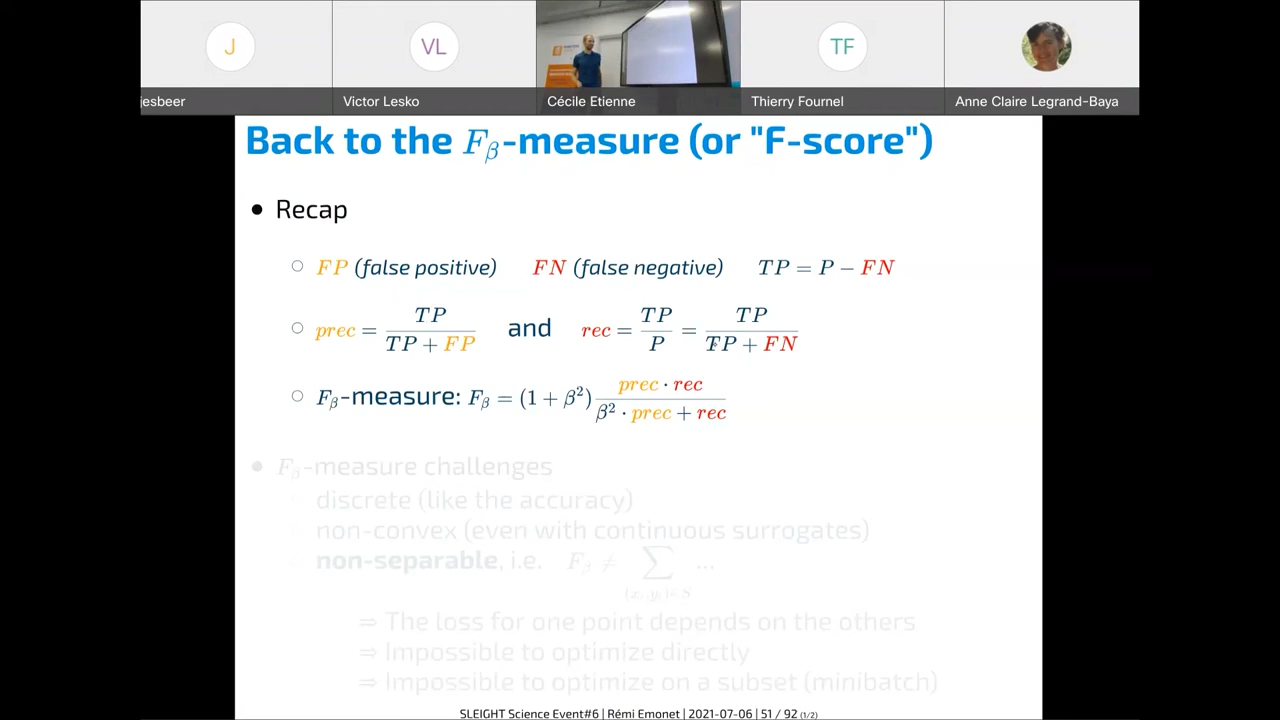 J
VL
TF
jesbeer
Victor Lesko
Cécile Etienne
Thierry Fournel
Anne Claire Legrand-Baya
Back to the Fβ-measure (or "F-score")
● Recap
○ FP (false positive) FN (false negative) TP = P − FN
○ prec = TP / (TP + FP) and rec = TP / P = TP / (TP + FN)
○ Fβ-measure: Fβ = (1 + β²) (prec · rec) / (β² · prec + rec)
● Fβ-measure challenges
discrete (like the accuracy)
non-convex (even with continuous surrogates)
non-separable, i.e. Fβ ≠ ∑ (xᵢ,yᵢ)∈S ...
⇒ The loss for one point depends on the others
⇒ Impossible to optimize directly
⇒ Impossible to optimize on a subset (minibatch)
SLEIGHT Science Event#6 | Rémi Emonet | 2021-07-06 | 51 / 92 (1/2)